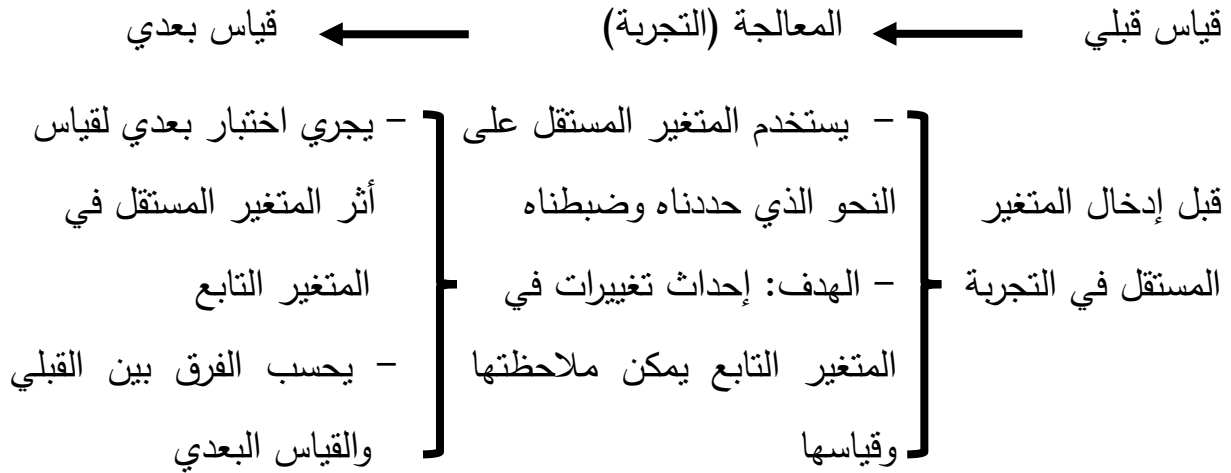 قياس قبلي
المعالجة (التجربة)
قياس بعدي
قبل إدخال المتغير
المستقل في التجربة
- يستخدم المتغير المستقل على
النحو الذي حددناه وضبطناه
- الهدف: إحداث تغييرات في
المتغير التابع يمكن ملاحظتها
وقياسها
- يجري اختبار بعدي لقياس
أثر المتغير المستقل في
المتغير التابع
- يحسب الفرق بين القبلي
والقياس البعدي